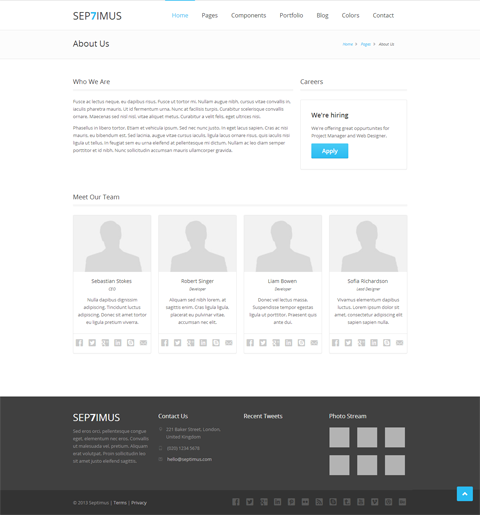 SEP7IMUS
Home Pages Components Portfolio Blog Colors Contact
About Us
Home Pages About Us
Who We Are
Fusce ac lectus neque, eu dapibus risus. Fusce ut tortor mi. Nullam augue nibh, cursus vitae convallis in,
iaculis pharetra mauris. Ut id fermentum urna. Nunc at facilisis turpis. Curabitur scelerisque convallis
ornare. Maecenas sed nisl nisl, vitae aliquet metus. Curabitur a velit felis, eget ultrices nisi.
Phasellus in libero tortor. Etiam et vehicula ipsum. Sed nec nunc justo. In eget lacus sapien. Cras ac nisi
mauris, eu bibendum est. Sed lacinia, augue vitae cursus iaculis, ligula lacus ornare risus, quis iaculis nisi
ligula ut tellus. In feugiat sem eu urna eleifend at pellentesque mi dictum. Nullam ac leo diam semper
porttitor et id nibh. Nunc sollicitudin accumsan mauris ullamcorper gravida.
Careers
We're hiring
We're offering great opportunities for
Project Manager and Web Designer.
Apply
Meet Our Team
Sebastian Stokes
CEO
Nulla dapibus dignissim
adipiscing. Tincidunt luctus
adipiscing. Donec sit amet tortor
eu ligula pretium viverra.
Robert Singer
Developer
Aliquam sed nibh lorem, at
sagittis enim. Cras ligula ligula,
placerat eu pulvinar vitae,
accumsan nec elit.
Liam Bowen
Developer
Donec vel lectus massa.
Suspendisse tempor egestas
ligula ut porttitor. Praesent quis
ante dui.
Sofia Richardson
Lead Designer
Vivamus elementum dapibus
luctus. Lorem ipsum dolor sit
amet, consectetur adipiscing elit
sapien sapien nulla.
SEP7IMUS
Sed eros orci, pellentesque congue
eget, elementum nec eros. Convallis
ut malesuada vel, pretium. Aliquam
erat volutpat. Proin sollicitudin leo
sit amet justo eleifend sagittis.
Contact Us
221 Baker Street, London,
United Kingdom
(020) 1234 5678
hello@septimus.com
Recent Tweets
Photo Stream
© 2013 Septimus | Terms | Privacy